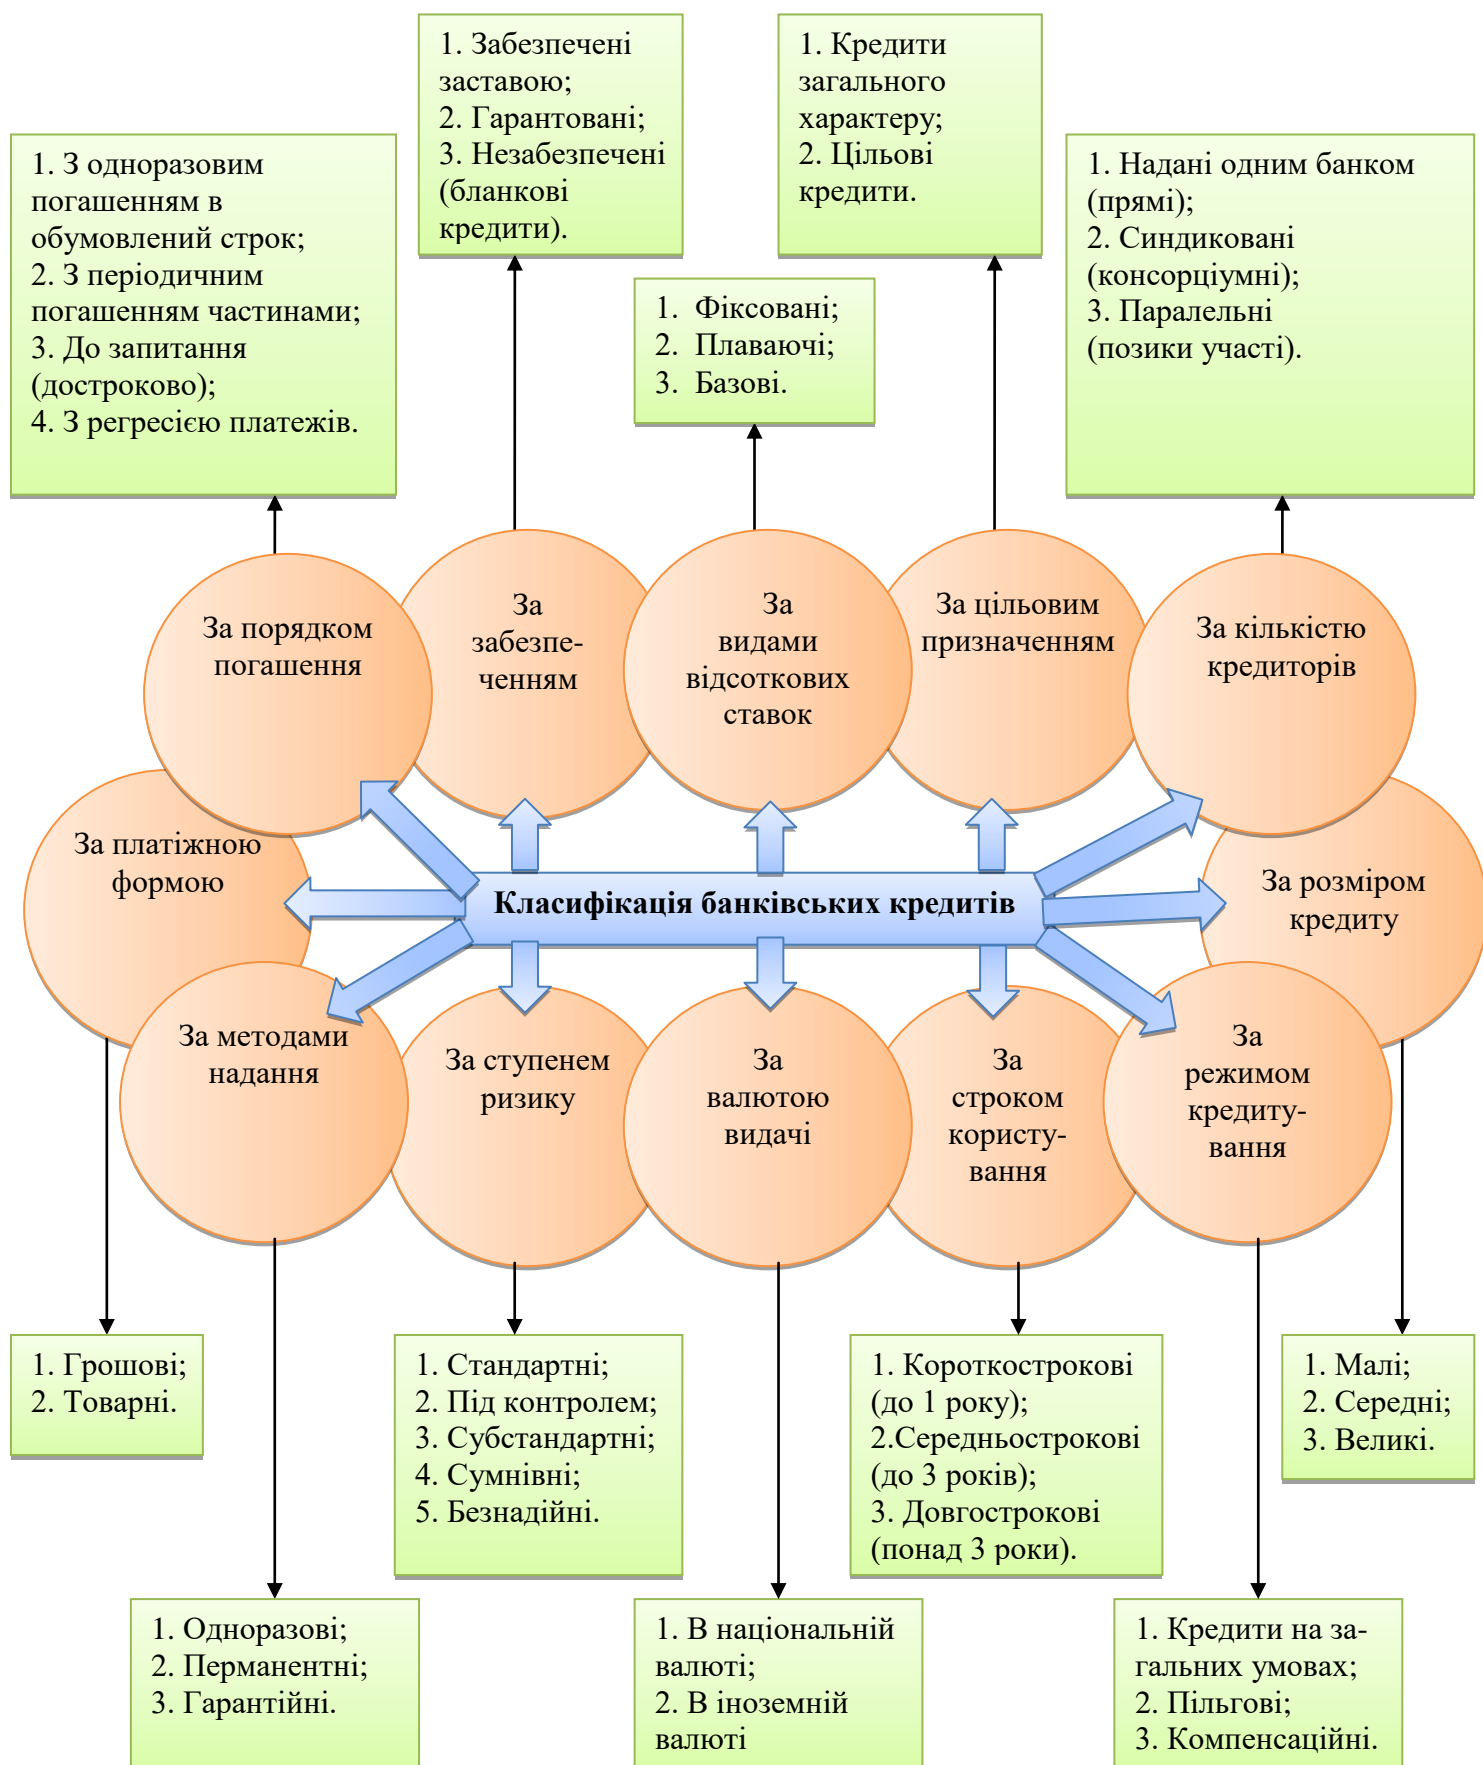 1. Забезпечені
заставою;
2. Гарантовані;
3. Незабезпечені
(бланкові
кредити).
1. Кредити
загального
характеру;
2. Цільові
кредити.
1. З одноразовим
погашенням в
обумовлений строк;
2. З періодичним
погашенням частинами;
3. До запитання
(достроково);
4. З регресією платежів.
1. Надані одним банком
(прямі);
2. Синдиковані
(консорціумні);
3. Паралельні
(позики участі).
1. Фіксовані;
2. Плаваючі;
3. Базові.
За порядком
погашення
За
забезпе-
ченням
За
видами
відсоткових
ставок
За цільовим
призначенням
За кількістю
кредиторів
За платіжною
формою
Класифікація банківських кредитів
За розміром
кредиту
За методами
надання
За ступенем
ризику
За
валютою
видачі
За
строком
користу-
вання
За
режимом
кредиту-
вання
1. Грошові;
2. Товарні.
1. Стандартні;
2. Під контролем;
3. Субстандартні;
4. Сумнівні;
5. Безнадійні.
1. Короткострокові
(до 1 року);
2.Середньострокові
(до 3 років);
3. Довгострокові
(понад 3 роки).
1. Малі;
2. Середні;
3. Великі.
1. Одноразові;
2. Перманентні;
3. Гарантійні.
1. В національній
валюті;
2. В іноземній
валюті
1. Кредити на за-
гальних умовах;
2. Пільгові;
3. Компенсаційні.